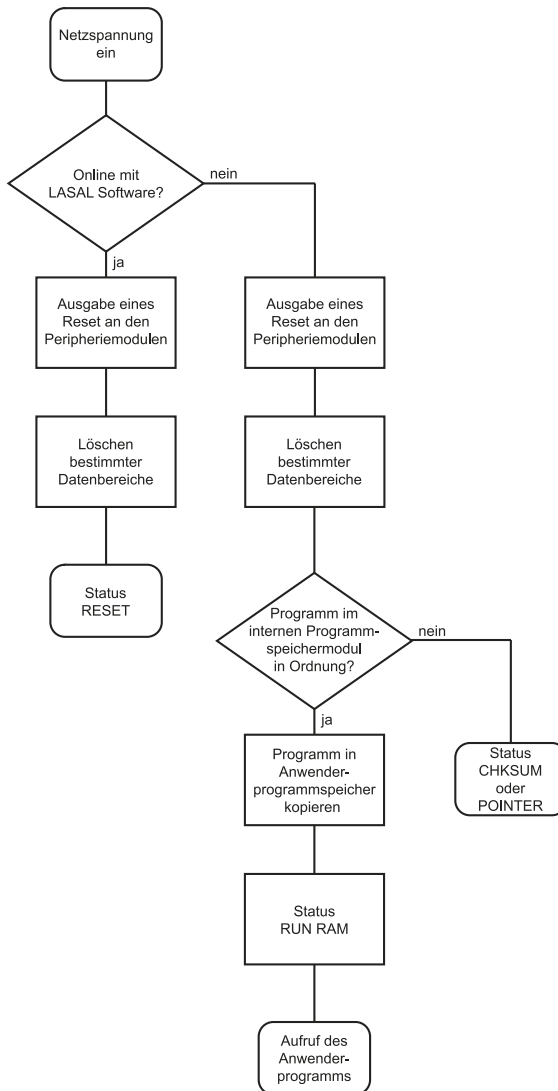 Netzspannung
ein
Online mit
LASAL Software?
nein
ja
Ausgabe eines
Reset an den
Peripheriemodulen
Ausgabe eines
Reset an den
Peripheriemodulen
Löschen
bestimmter
Datenbereiche
Löschen
bestimmter
Datenbereiche
Status
RESET
Programm im
internen Programm-
speichermodul
in Ordnung?
nein
ja
Programm in
Anwender-
programmspeicher
kopieren
Status
CHKSUM
oder
POINTER
Status
RUN RAM
Aufruf des
Anwender-
programms